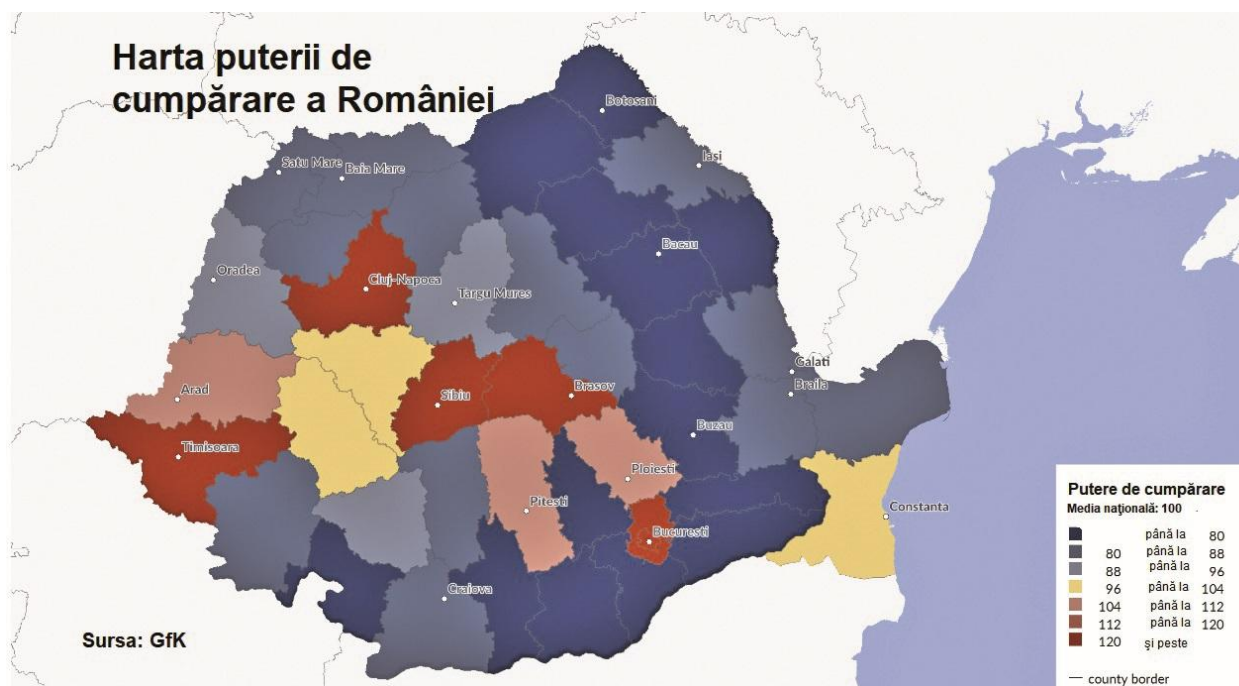 Harta puterii de
cumpărare a României
Botosani
Iasi
Satu Mare
Baia Mare
Bacau
Oradea
Cluj-Napoca
Targu Mures
Galati
Arad
Braila
Sibiu
Brasov
Buzau
Timisoara
Ploiesti
Pitesti
Constanta
Bucuresti
Craiova
Sursa: GfK
Putere de cumpărare
Media naţională: 100
până la 80
80 până la 88
88 până la 96
96 până la 104
104 până la 112
112 până la 120
120 şi peste
county border